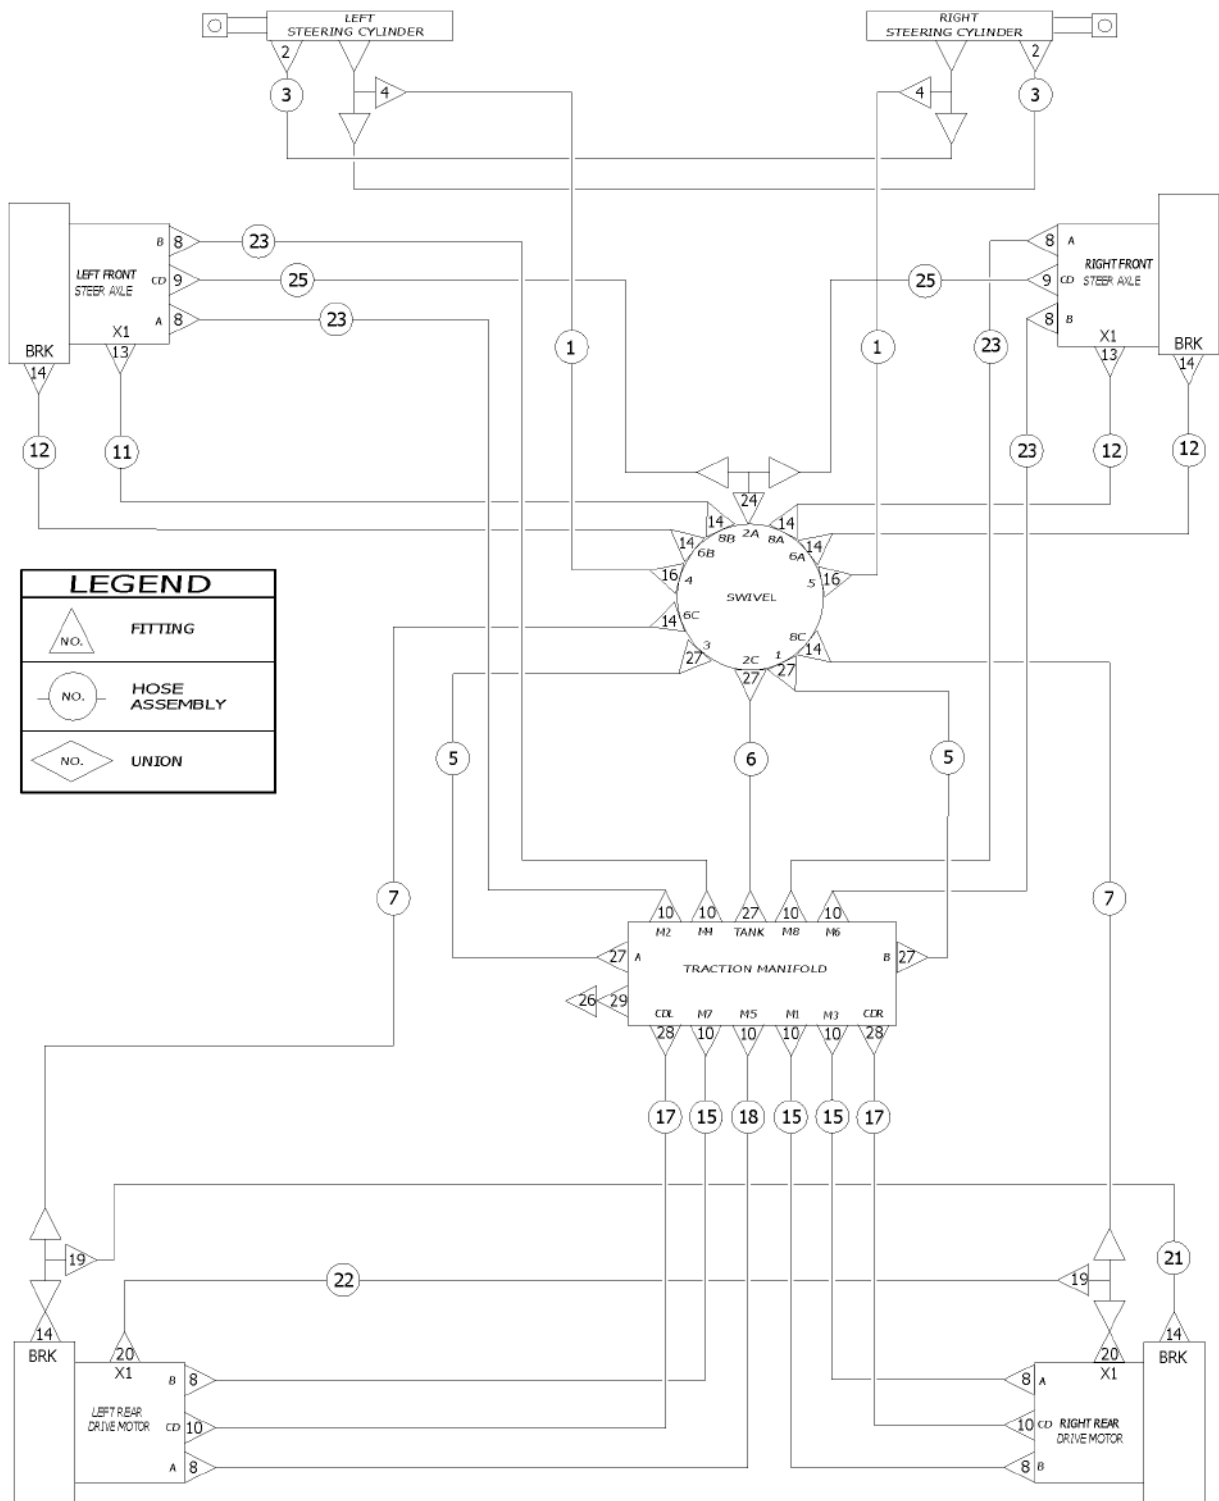 LEFT
STEERING CYLINDER
RIGHT
STEERING CYLINDER
2
2
3
4
4
3
B 8
23
8 A
LEFT FRONT
STEER AXLE
CD 9
25
25
9 CD
RIGHT FRONT
STEER AXLE
A 8
23
8 B
X1
13
1
1
23
X1
13
BRK
14
BRK
14
12
11
23
12
12
24
14
14
8B
2A
8A
14
14
6B
6A
16
4
5
16
SWIVEL
14
6C
8C
14
3
27
2C
27
1
27
LEGEND
NO.
FITTING
NO.
HOSE
ASSEMBLY
NO.
UNION
5
6
5
7
7
10
10
27
10
10
M2
M4
TANK
M8
M6
27
A
B
27
TRACTION MANIFOLD
26
29
CDL
M7
M5
M1
M3
CDR
28
10
10
10
10
28
17
15
18
15
15
17
19
21
22
19
14
20
20
14
BRK
X1
X1
BRK
B 8
8 A
LEFT REAR
DRIVE MOTOR
CD 10
10 CD
RIGHT REAR
DRIVE MOTOR
A 8
8 B